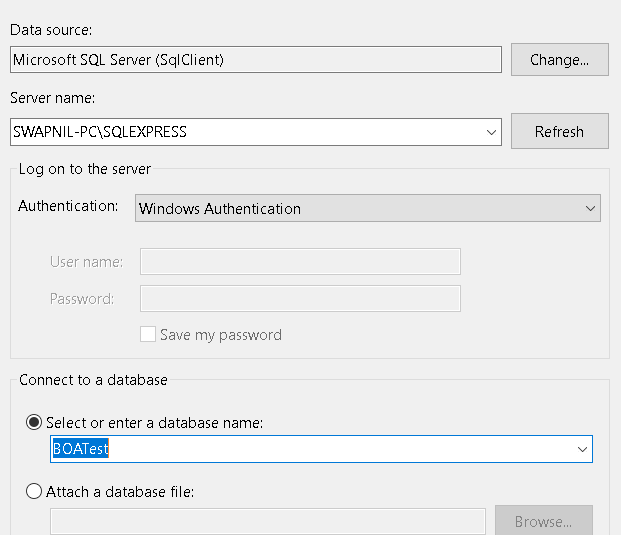 Data source:
Microsoft SQL Server (SqlClient)
Change...
Server name:
SWAPNIL-PC\SQLEXPRESS
Refresh
Log on to the server
Authentication:
Windows Authentication
User name:
Password:
Save my password
Connect to a database
Select or enter a database name:
BOATest
Attach a database file:
Browse...